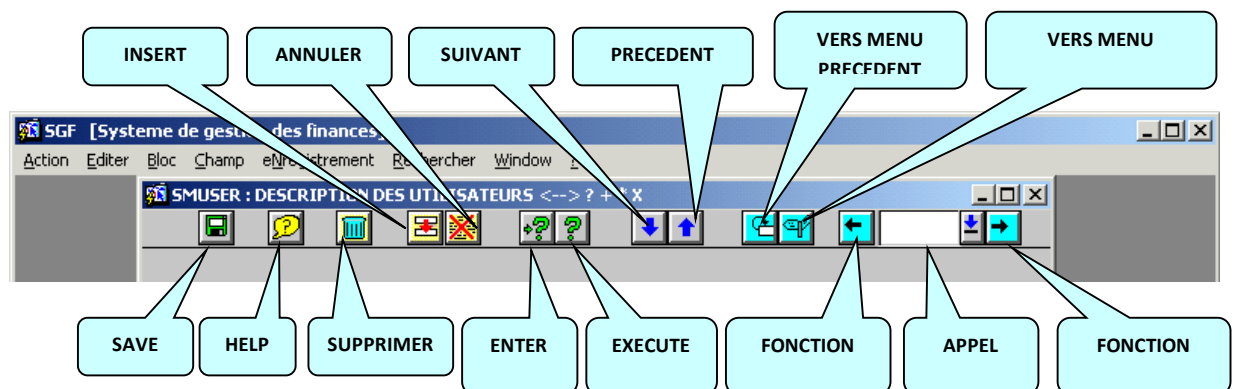 INSERT
ANNULER
SUIVANT
PRECEDENT
VERS MENU
PRECEDENT
VERS MENU
SGF [Systeme de gestion des finances]
Action Editer Bloc Champ eNregistrement Rechercher Window ?
SMUSER : DESCRIPTION DES UTILISATEURS <--> ? + * X
SAVE
HELP
SUPPRIMER
ENTER
EXECUTE
FONCTION
APPEL
FONCTION